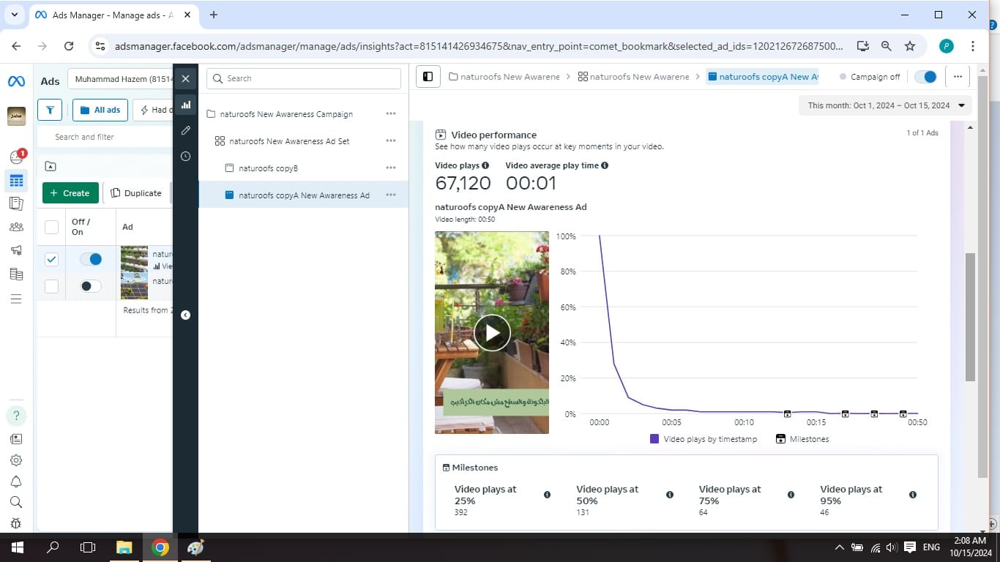 Ads Manager - Manage ads - A
adsmanager.facebook.com/adsmanager/manage/ads/insights?act=815141426934675&nav_entry_point=comet_bookmark&selected_ad_ids=120212672687500...
P
Ads
Muhammad Hazem (81514
All ads
Had d
Search and filter
+ Create
Duplicate
Off / On
Ad
natur
Vie
natur
Results from 2
1
Search
naturoofs New Awareness Campaign
naturoofs New Awareness Ad Set
naturoofs copyB
naturoofs copyA New Awareness Ad
naturoofs New Awarene
naturoofs New Awarene
naturoofs copyA New A
Campaign off
This month: Oct 1, 2024 – Oct 15, 2024
Video performance
1 of 1 Ads
See how many video plays occur at key moments in your video.
Video plays
Video average play time
67,120
00:01
naturoofs copyA New Awareness Ad
Video length: 00:50
البلكونة والسطح مش مكان الكراكيب
100%
80%
60%
40%
20%
0%
00:00
00:05
00:10
00:15
00:50
Video plays by timestamp
Milestones
Milestones
Video plays at 25%
392
Video plays at 50%
131
Video plays at 75%
64
Video plays at 95%
46
ENG
2:08 AM
10/15/2024